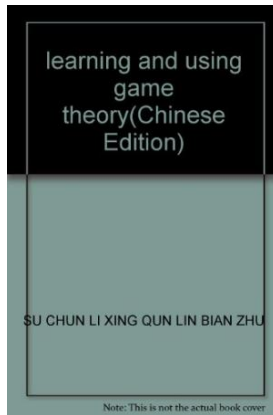 learning and using
game
theory(Chinese
Edition)
SU CHUN LI XING QUN LIN BIAN ZHU
Note: This is not the actual book cover